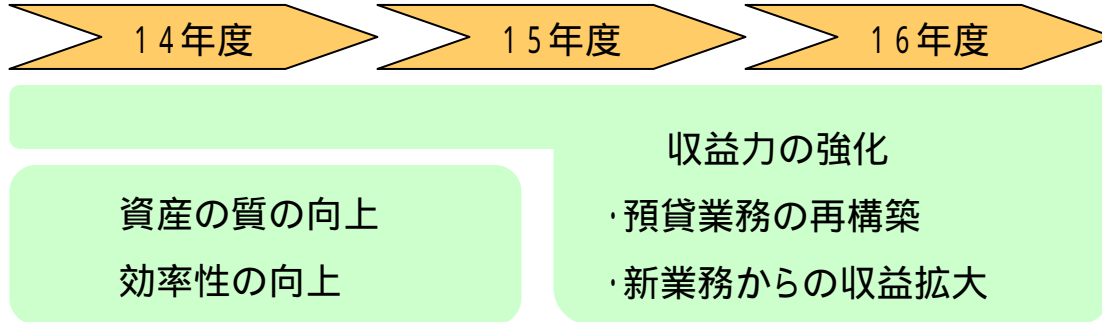 14年度 15年度 16年度
収益力の強化
資産の質の向上
効率性の向上
･預貸業務の再構築
･新業務からの収益拡大